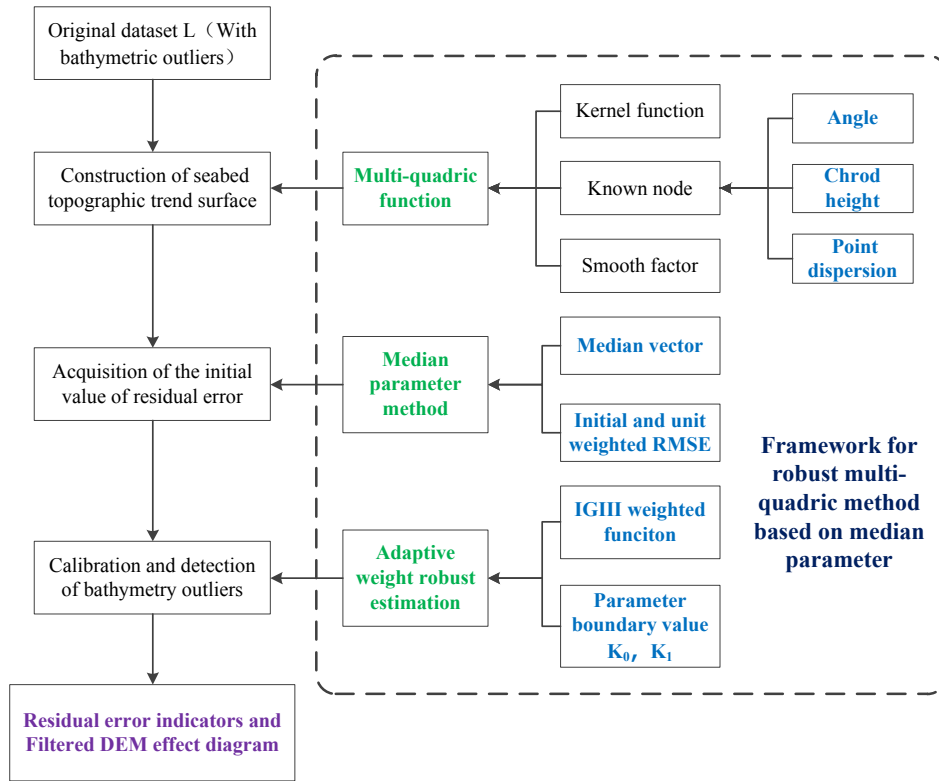 Original dataset L（With
bathymetric outliers）
Construction of seabed
topographic trend surface
Acquisition of the initial
value of residual error
Calibration and detection
of bathymetry outliers
Residual error indicators and
Filtered DEM effect diagram
Multi-quadric
function
Median
parameter
method
Adaptive
weight robust
estimation
Kernel function
Known node
Smooth factor
Angle
Chrod
height
Point
dispersion
Median vector
Initial and unit
weighted RMSE
IGIII weighted
funciton
Parameter
boundary value
K₀，K₁
Framework for
robust multi-
quadric method
based on median
parameter